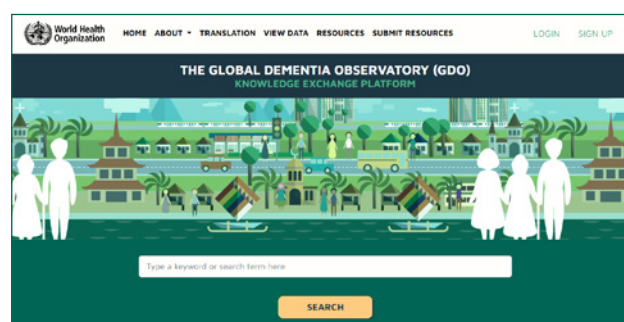 World Health
Organization
HOME ABOUT TRANSLATION VIEW DATA RESOURCES SUBMIT RESOURCES LOGIN SIGN UP
THE GLOBAL DEMENTIA OBSERVATORY (GDO)
KNOWLEDGE EXCHANGE PLATFORM
Type a keyword or search term here
SEARCH